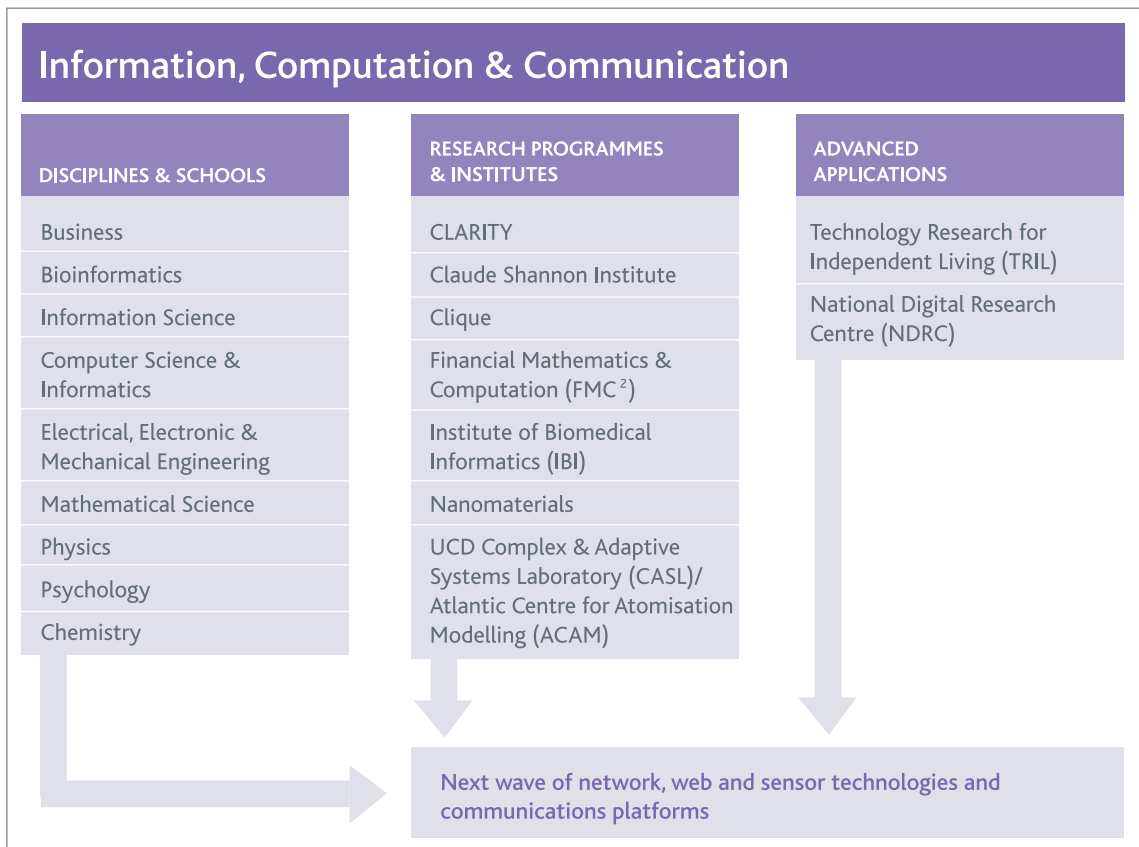 Information, Computation & Communication
DISCIPLINES & SCHOOLS
Business
Bioinformatics
Information Science
Computer Science &
Informatics
Electrical, Electronic &
Mechanical Engineering
Mathematical Science
Physics
Psychology
Chemistry
RESEARCH PROGRAMMES
& INSTITUTES
CLARITY
Claude Shannon Institute
Clique
Financial Mathematics &
Computation (FMC²)
Institute of Biomedical
Informatics (IBI)
Nanomaterials
UCD Complex & Adaptive
Systems Laboratory (CASL)/
Atlantic Centre for Atomisation
Modelling (ACAM)
ADVANCED
APPLICATIONS
Technology Research for
Independent Living (TRIL)
National Digital Research
Centre (NDRC)
Next wave of network, web and sensor technologies and
communications platforms